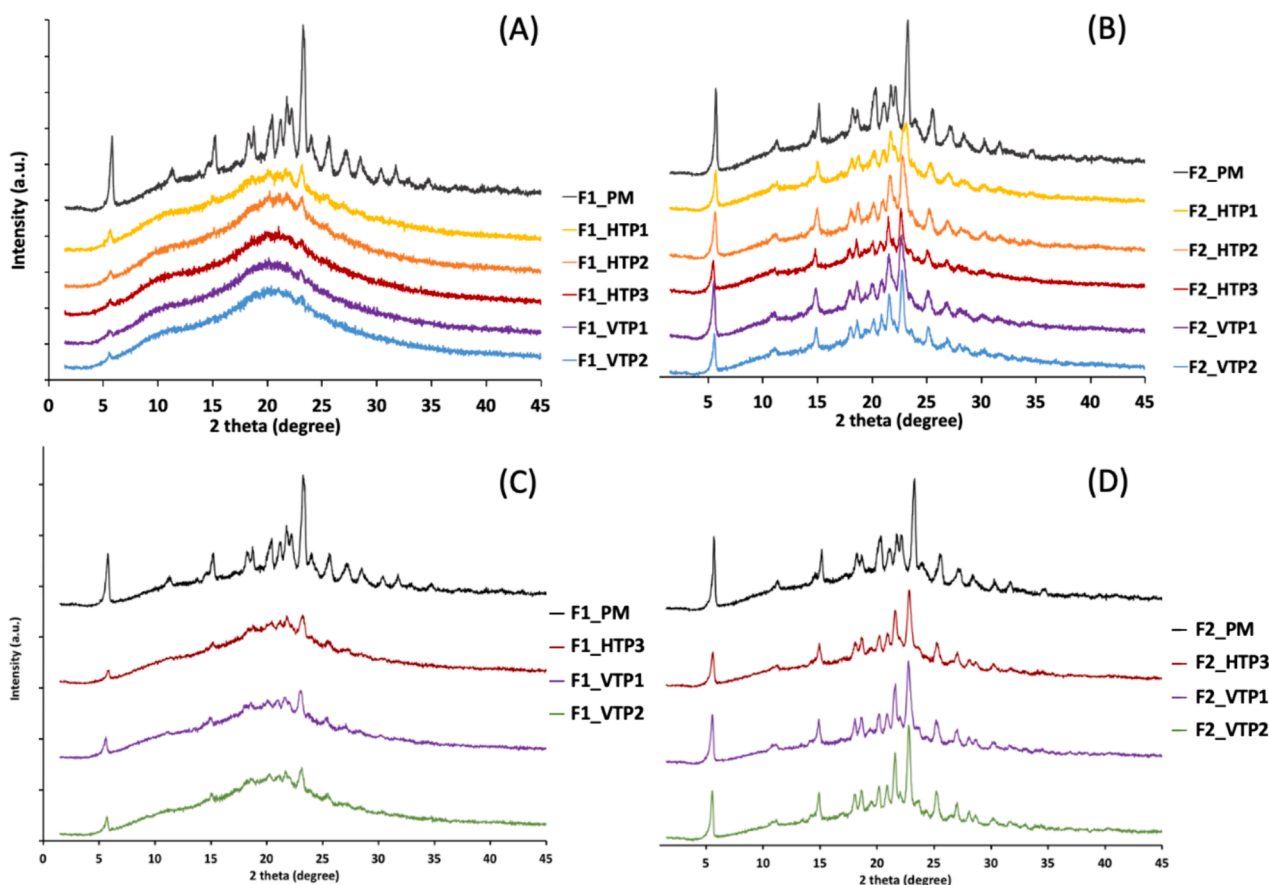 (A)
Intensity (a.u.)
F1_PM
F1_HTP1
F1_HTP2
F1_HTP3
F1_VTP1
F1_VTP2
0 5 10 15 20 25 30 35 40 45
2 theta (degree)
(B)
F2_PM
F2_HTP1
F2_HTP2
F2_HTP3
F2_VTP1
F2_VTP2
5 10 15 20 25 30 35 40 45
2 theta (degree)
(C)
Intensity (a.u.)
F1_PM
F1_HTP3
F1_VTP1
F1_VTP2
0 5 10 15 20 25 30 35 40 45
2 theta (degree)
(D)
F2_PM
F2_HTP3
F2_VTP1
F2_VTP2
5 10 15 20 25 30 35 40 45
2 theta (degree)